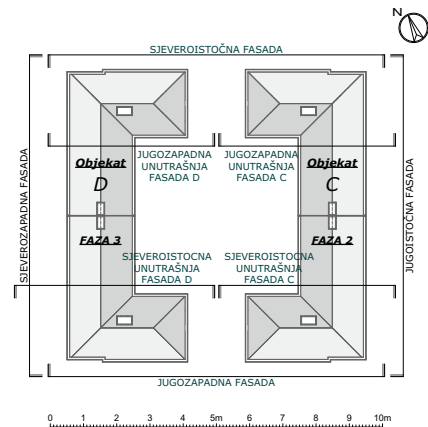 N
SJEVEROISTOČNA FASADA
SJEVEROZAPADNA FASADA
JUGOISTOČNA FASADA
Objekat
D
FAZA 3
JUGOZAPADNA
UNUTRAŠNJA
FASADA D
JUGOZAPADNA
UNUTRAŠNJA
FASADA C
Objekat
C
FAZA 2
SJEVEROISTOCNA
UNUTRAŠNJA
FASADA D
SJEVEROISTOCNA
UNUTRAŠNJA
FASADA C
JUGOZAPADNA FASADA
0 1 2 3 4 5m 6 7 8 9 10m